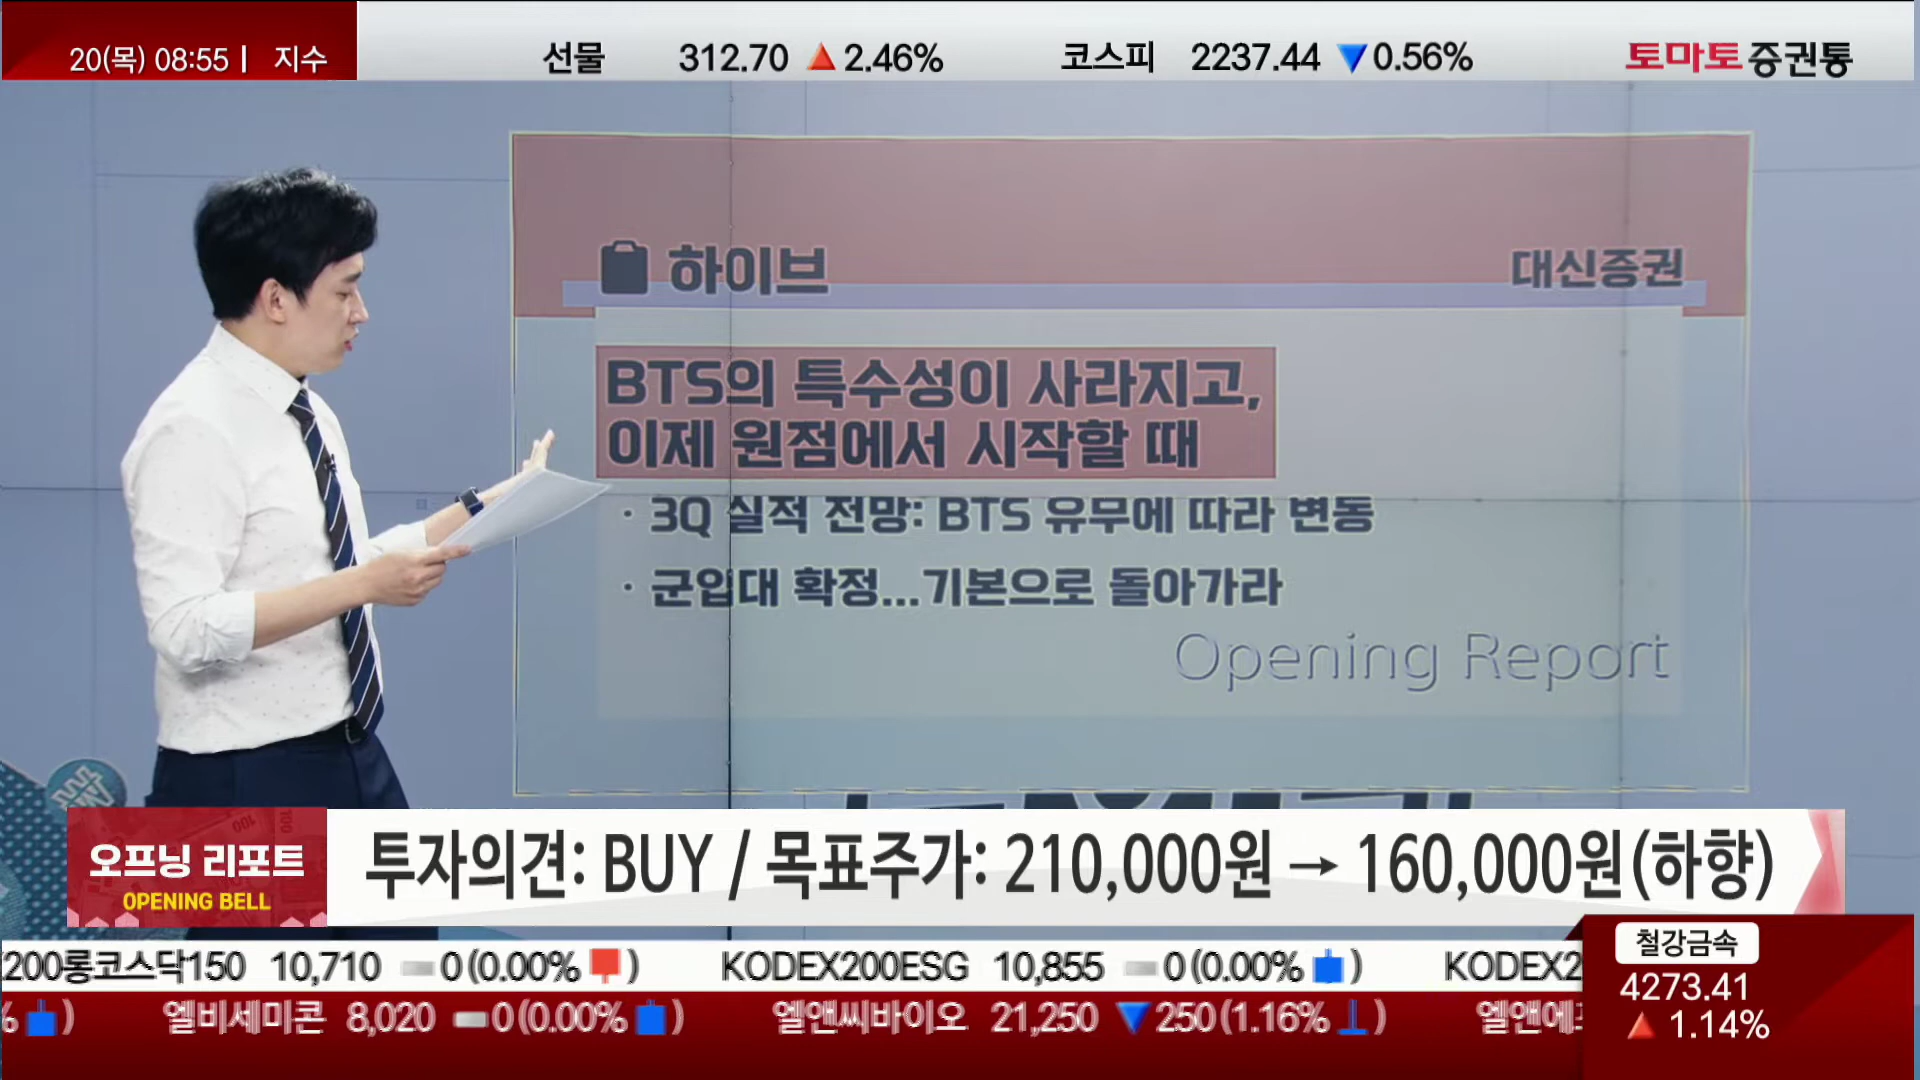 20(목) 08:55 | 지수 선물 312.70 ▲ 2.46% 코스피 2237.44 ▼ 0.56% 토마토증권통
하이브 대신증권
BTS의 특수성이 사라지고,
이제 원점에서 시작할 때
· 3Q 실적 전망: BTS 유무에 따라 변동
· 군입대 확정...기본으로 돌아가라
Opening Report
오프닝 리포트
OPENING BELL
투자의견: BUY / 목표주가: 210,000원 → 160,000원(하향)
200롱코스닥150 10,710 0(0.00% ) KODEX200ESG 10,855 0(0.00% ) KODEX2
% ) 엘비세미콘 8,020 0(0.00% ) 엘앤씨바이오 21,250 ▼ 250(1.16% ) 엘앤에
철강금속
4273.41
▲ 1.14%